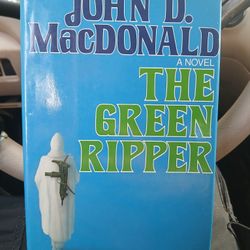 JOHN D.
MacDONALD
A NOVEL
THE
GREEN
RIPPER